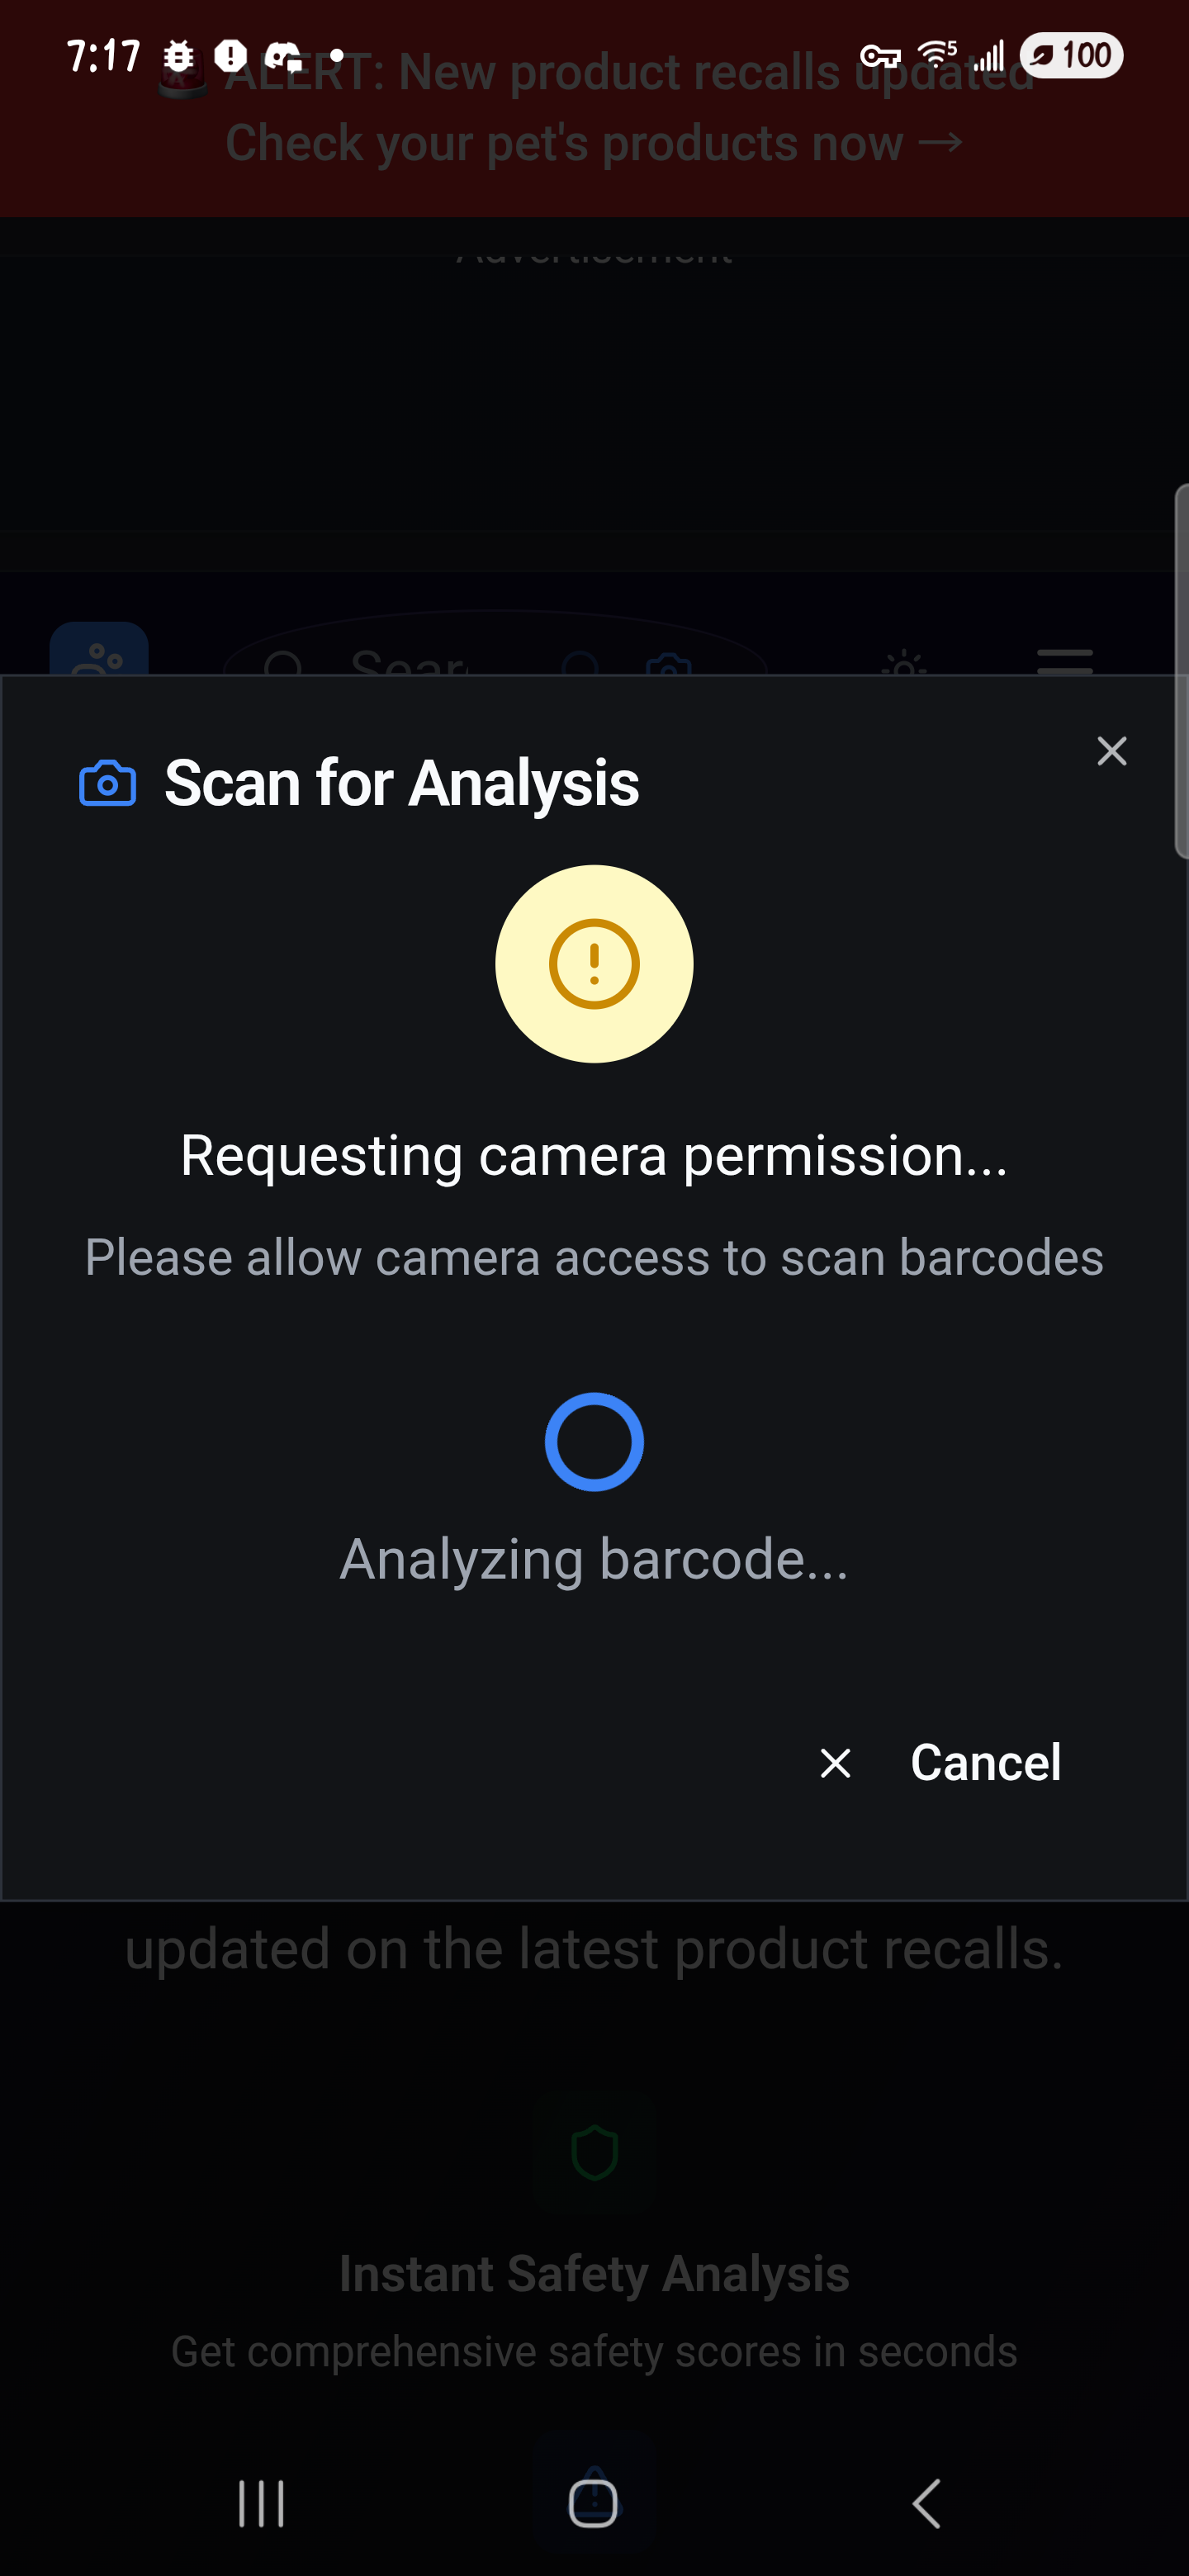 7:17
5
100
ALERT: New product recalls updated
Check your pet's products now →
Advertisement
Sear
Scan for Analysis
Requesting camera permission...
Please allow camera access to scan barcodes
Analyzing barcode...
Cancel
updated on the latest product recalls.
Instant Safety Analysis
Get comprehensive safety scores in seconds